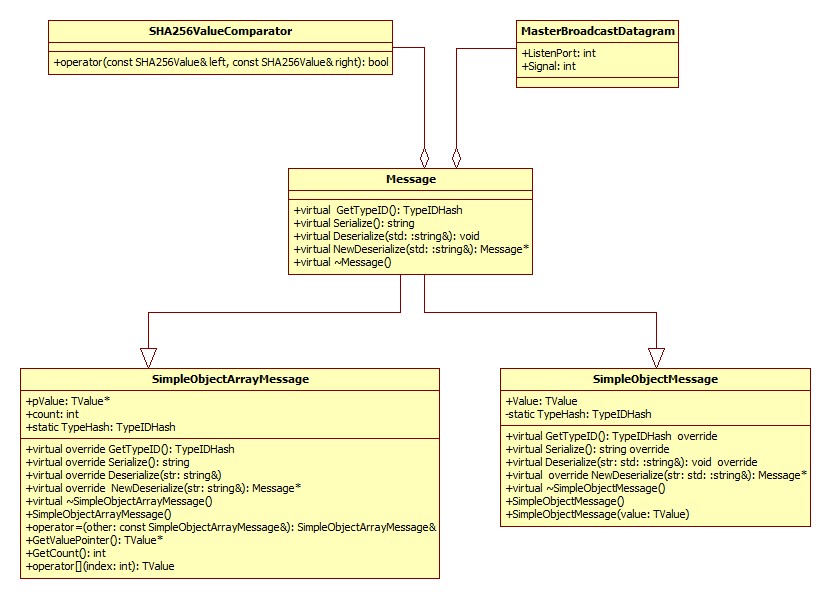 SHA256ValueComparator
+operator(const SHA256Value& left, const SHA256Value& right): bool
MasterBroadcastDatagram
+ListenPort: int
+Signal: int
Message
+virtual  GetTypeID(): TypeIDHash
+virtual Serialize(): string
+virtual Deserialize(std: :string&): void
+virtual NewDeserialize(std: :string&): Message*
+virtual ~Message()
SimpleObjectArrayMessage
+pValue: TValue*
+count: int
+static TypeHash: TypeIDHash
+virtual override GetTypeID(): TypeIDHash
+virtual override Serialize(): string
+virtual override Deserialize(str: string&)
+virtual override  NewDeserialize(str: string&): Message*
+virtual ~SimpleObjectArrayMessage()
+SimpleObjectArrayMessage()
+operator=(other: const SimpleObjectArrayMessage&): SimpleObjectArrayMessage&
+GetValuePointer(): TValue*
+GetCount(): int
+operator[](index: int): TValue
SimpleObjectMessage
+Value: TValue
-static TypeHash: TypeIDHash
+virtual GetTypeID(): TypeIDHash  override
+virtual Serialize(): string override
+virtual Deserialize(str: std: :string&): void  override
+virtual  override NewDeserialize(str: std: :string&): Message*
+virtual ~SimpleObjectMessage()
+SimpleObjectMessage()
+SimpleObjectMessage(value: TValue)